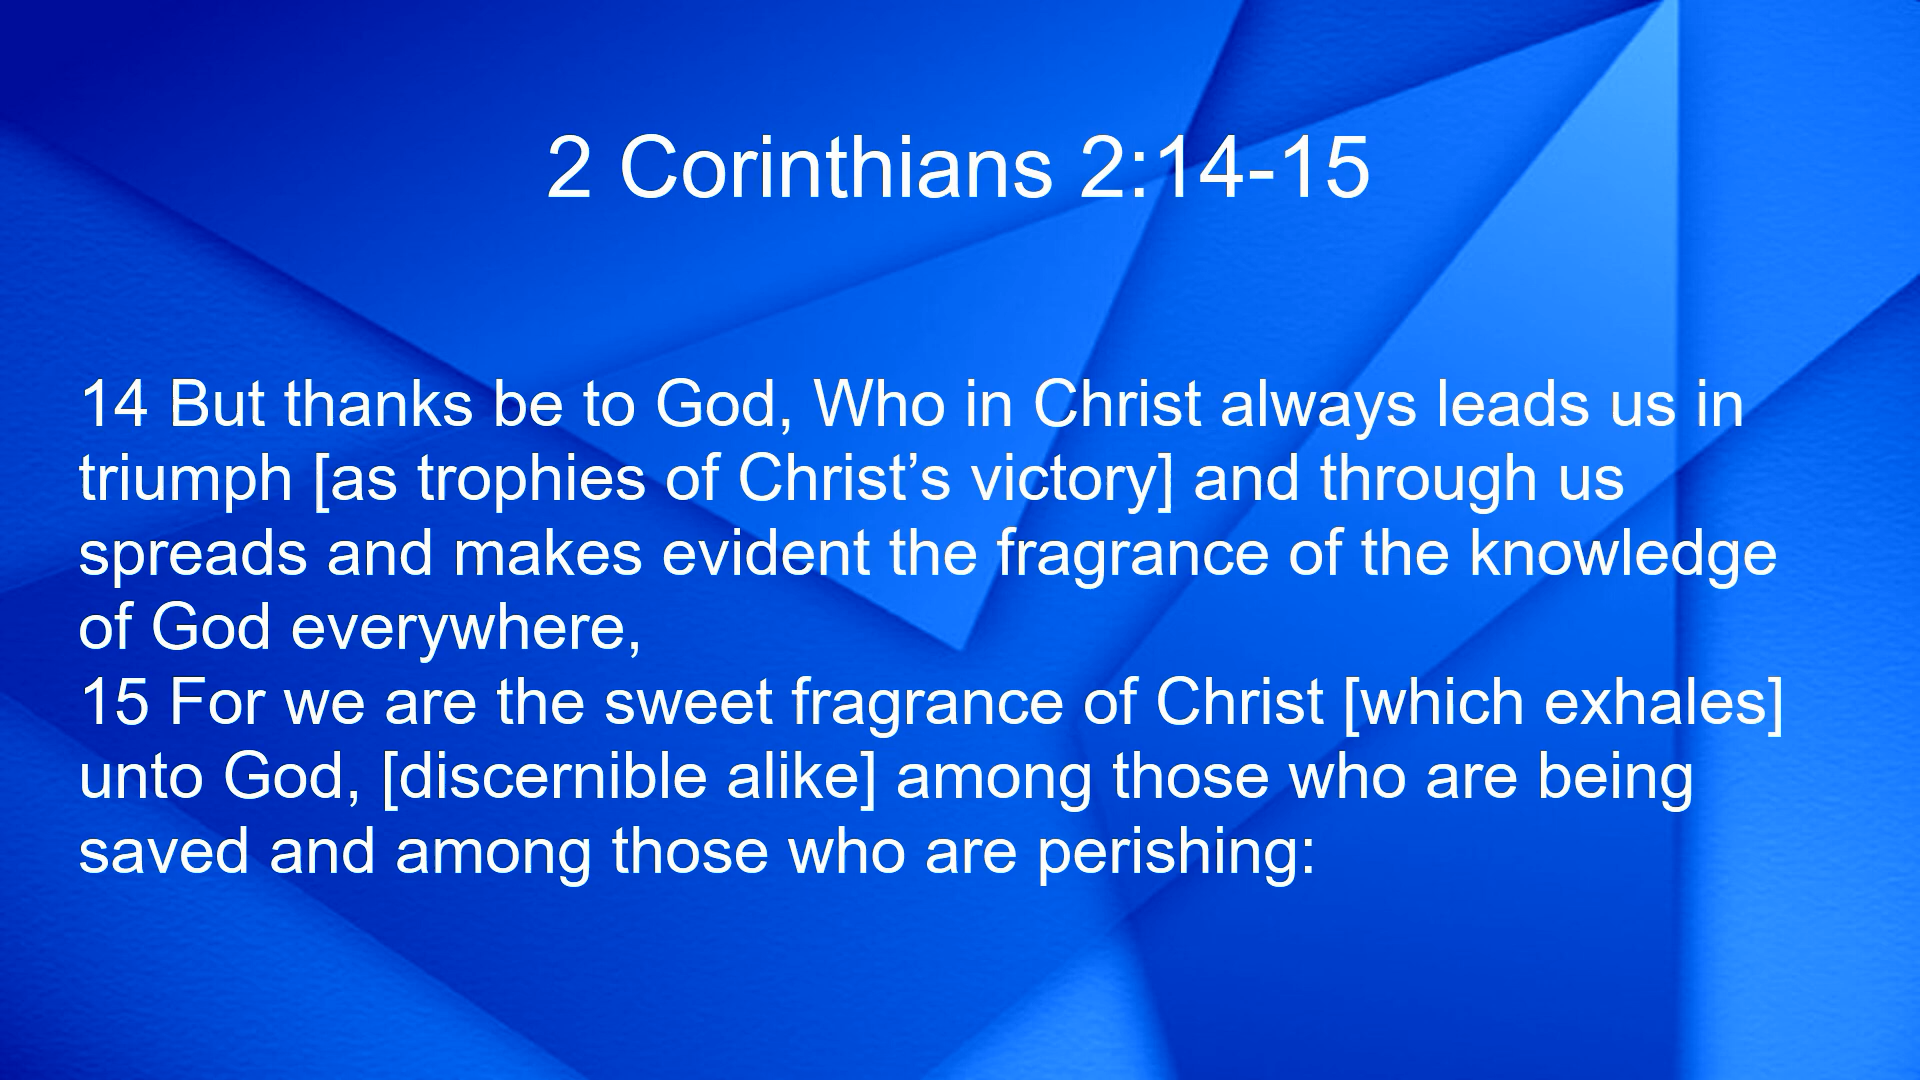 2 Corinthians 2:14-15
14 But thanks be to God, Who in Christ always leads us in
triumph [as trophies of Christ’s victory] and through us
spreads and makes evident the fragrance of the knowledge
of God everywhere,
15 For we are the sweet fragrance of Christ [which exhales]
unto God, [discernible alike] among those who are being
saved and among those who are perishing: